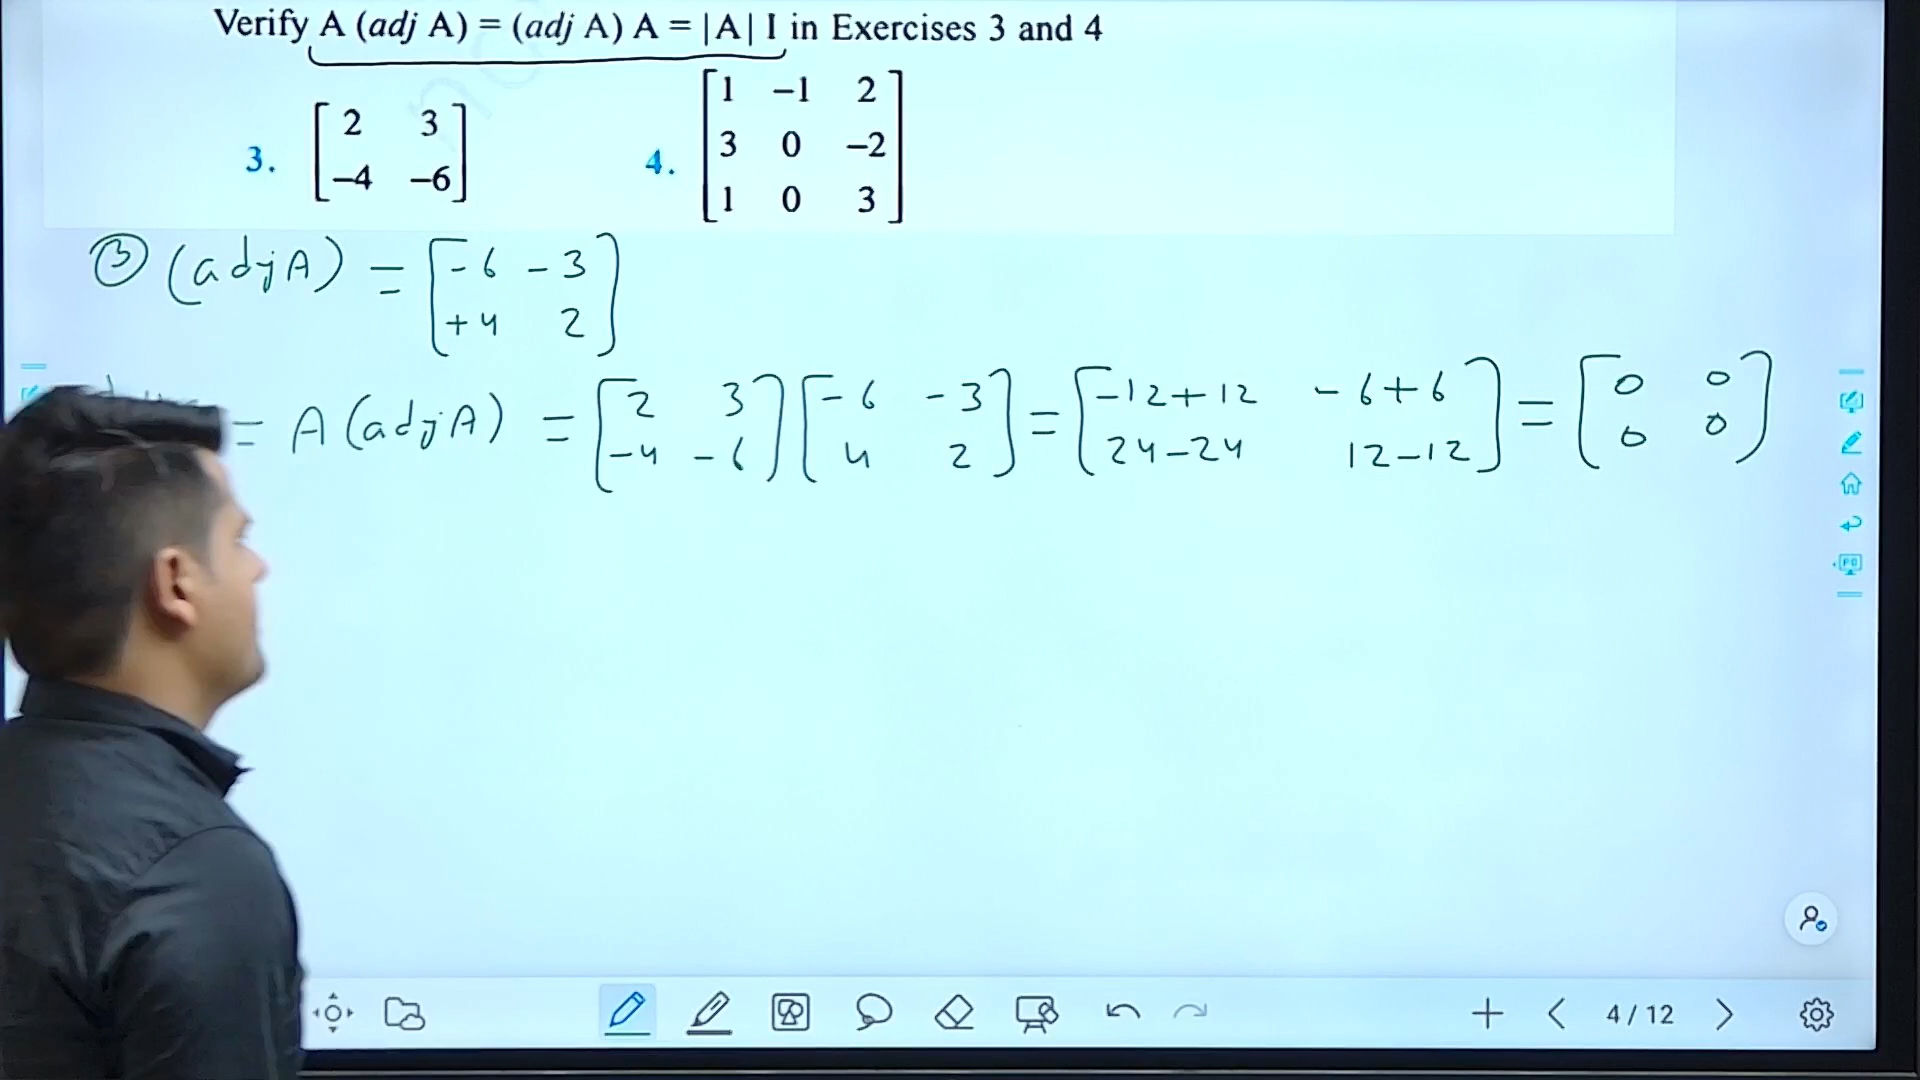 Verify A (adj A) = (adj A) A = |A| I in Exercises 3 and 4
3. [2 3 -4 -6] 4. [1 -1 2 3 0 -2 1 0 3]
③ (adj A) = [-6 -3 +4 2]
= A (adj A) = [2 3 -4 -6] [-6 -3 4 2] = [-12+12 -6+6 24-24 12-12] = [0 0 0 0]
4/12